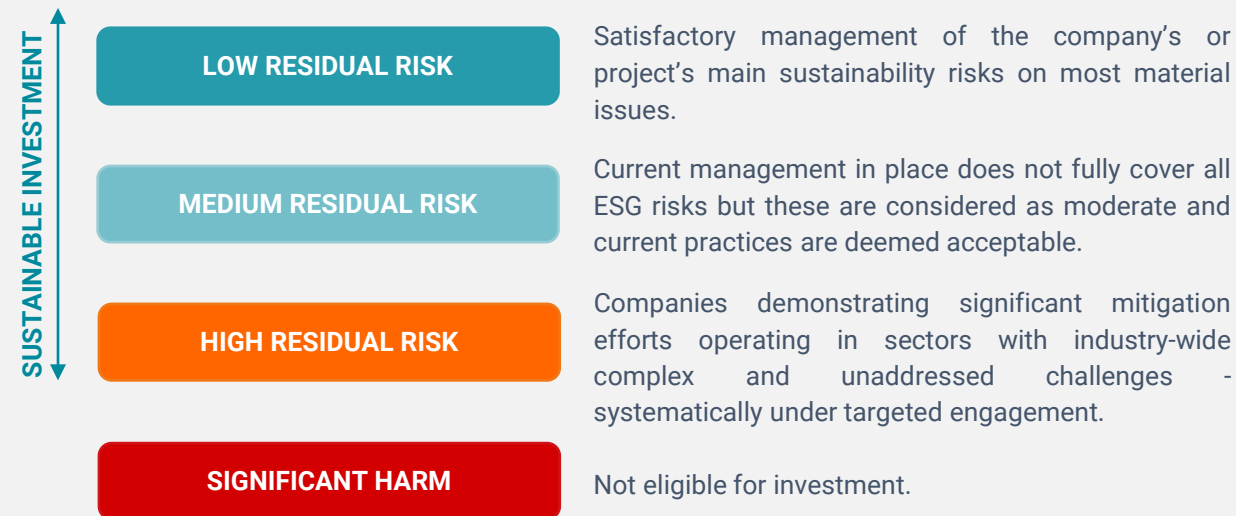 SUSTAINABLE INVESTMENT
LOW RESIDUAL RISK
Satisfactory management of the company’s or
project’s main sustainability risks on most material
issues.
MEDIUM RESIDUAL RISK
Current management in place does not fully cover all
ESG risks but these are considered as moderate and
current practices are deemed acceptable.
HIGH RESIDUAL RISK
Companies demonstrating significant mitigation
efforts operating in sectors with industry-wide
complex and unaddressed challenges -
systematically under targeted engagement.
SIGNIFICANT HARM
Not eligible for investment.